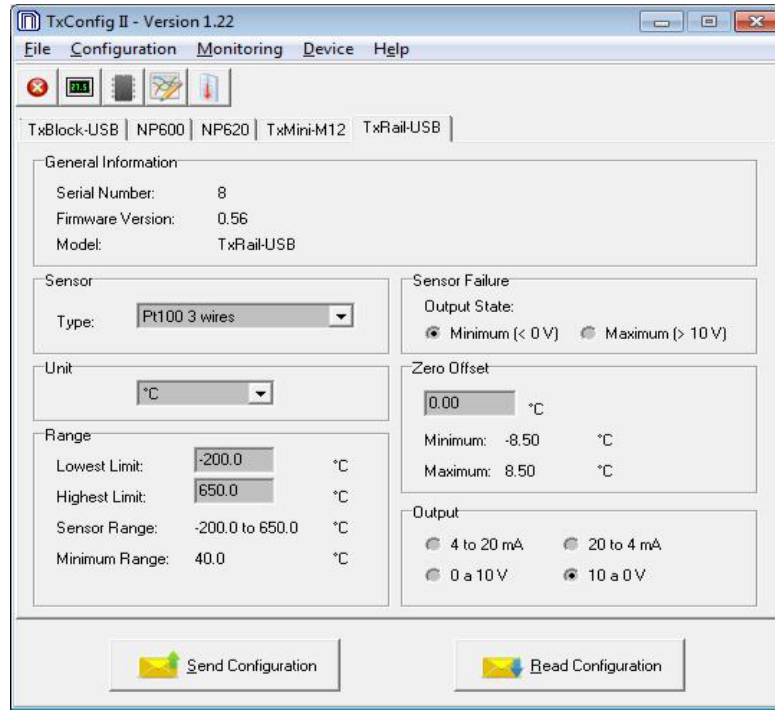 TxConfig II - Version 1.22
File Configuration Monitoring Device Help
21.5
TxBlock-USB NP600 NP620 TxMini-M12 TxRail-USB
General Information
Serial Number: 8
Firmware Version: 0.56
Model: TxRail-USB
Sensor
Type: Pt100 3 wires
Sensor Failure
Output State:
Minimum (< 0 V) Maximum (> 10 V)
Unit
°C
Zero Offset
0.00 °C
Minimum: -8.50 °C
Maximum: 8.50 °C
Range
Lowest Limit: -200.0 °C
Highest Limit: 650.0 °C
Sensor Range: -200.0 to 650.0 °C
Minimum Range: 40.0 °C
Output
4 to 20 mA 20 to 4 mA
0 a 10 V 10 a 0 V
Send Configuration Read Configuration